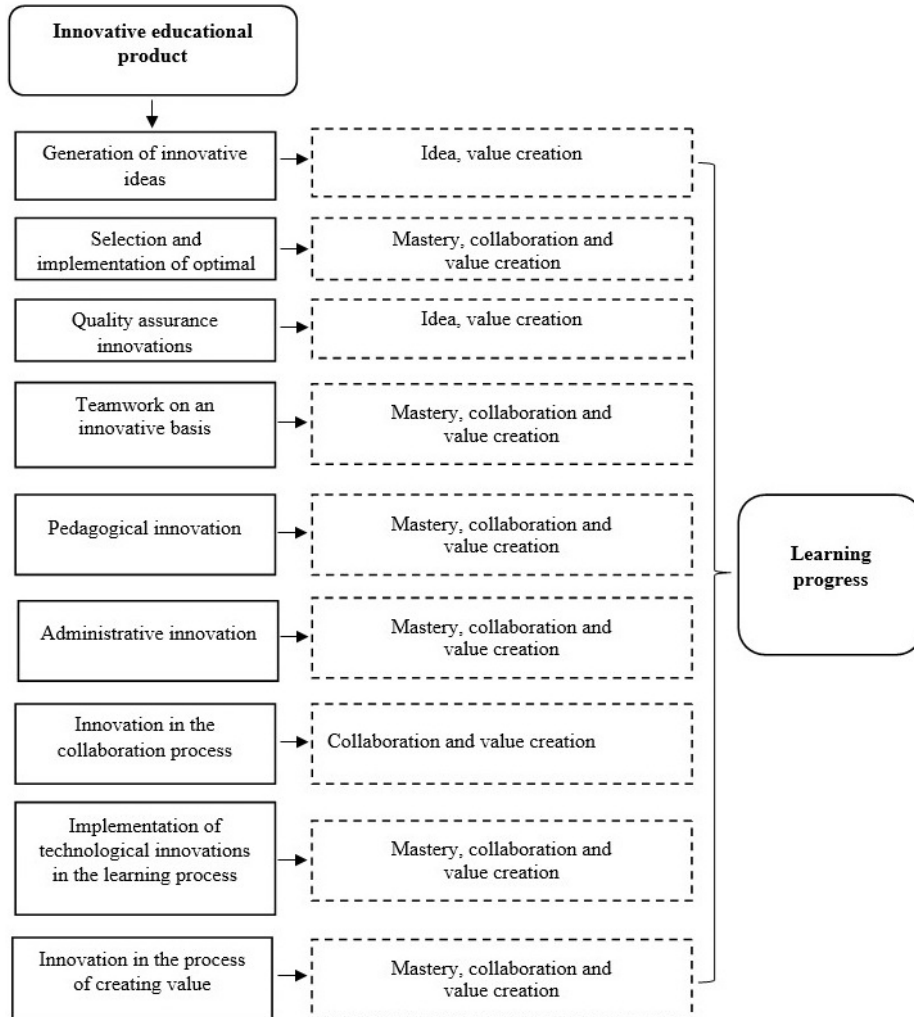 Innovative educational
product
Generation of innovative
ideas
Idea, value creation
Selection and
implementation of optimal
Mastery, collaboration and
value creation
Quality assurance
innovations
Idea, value creation
Teamwork on an
innovative basis
Mastery, collaboration and
value creation
Pedagogical innovation
Mastery, collaboration and
value creation
Learning
progress
Administrative innovation
Mastery, collaboration and
value creation
Innovation in the
collaboration process
Collaboration and value creation
Implementation of
technological innovations
in the learning process
Mastery, collaboration and
value creation
Innovation in the process
of creating value
Mastery, collaboration and
value creation